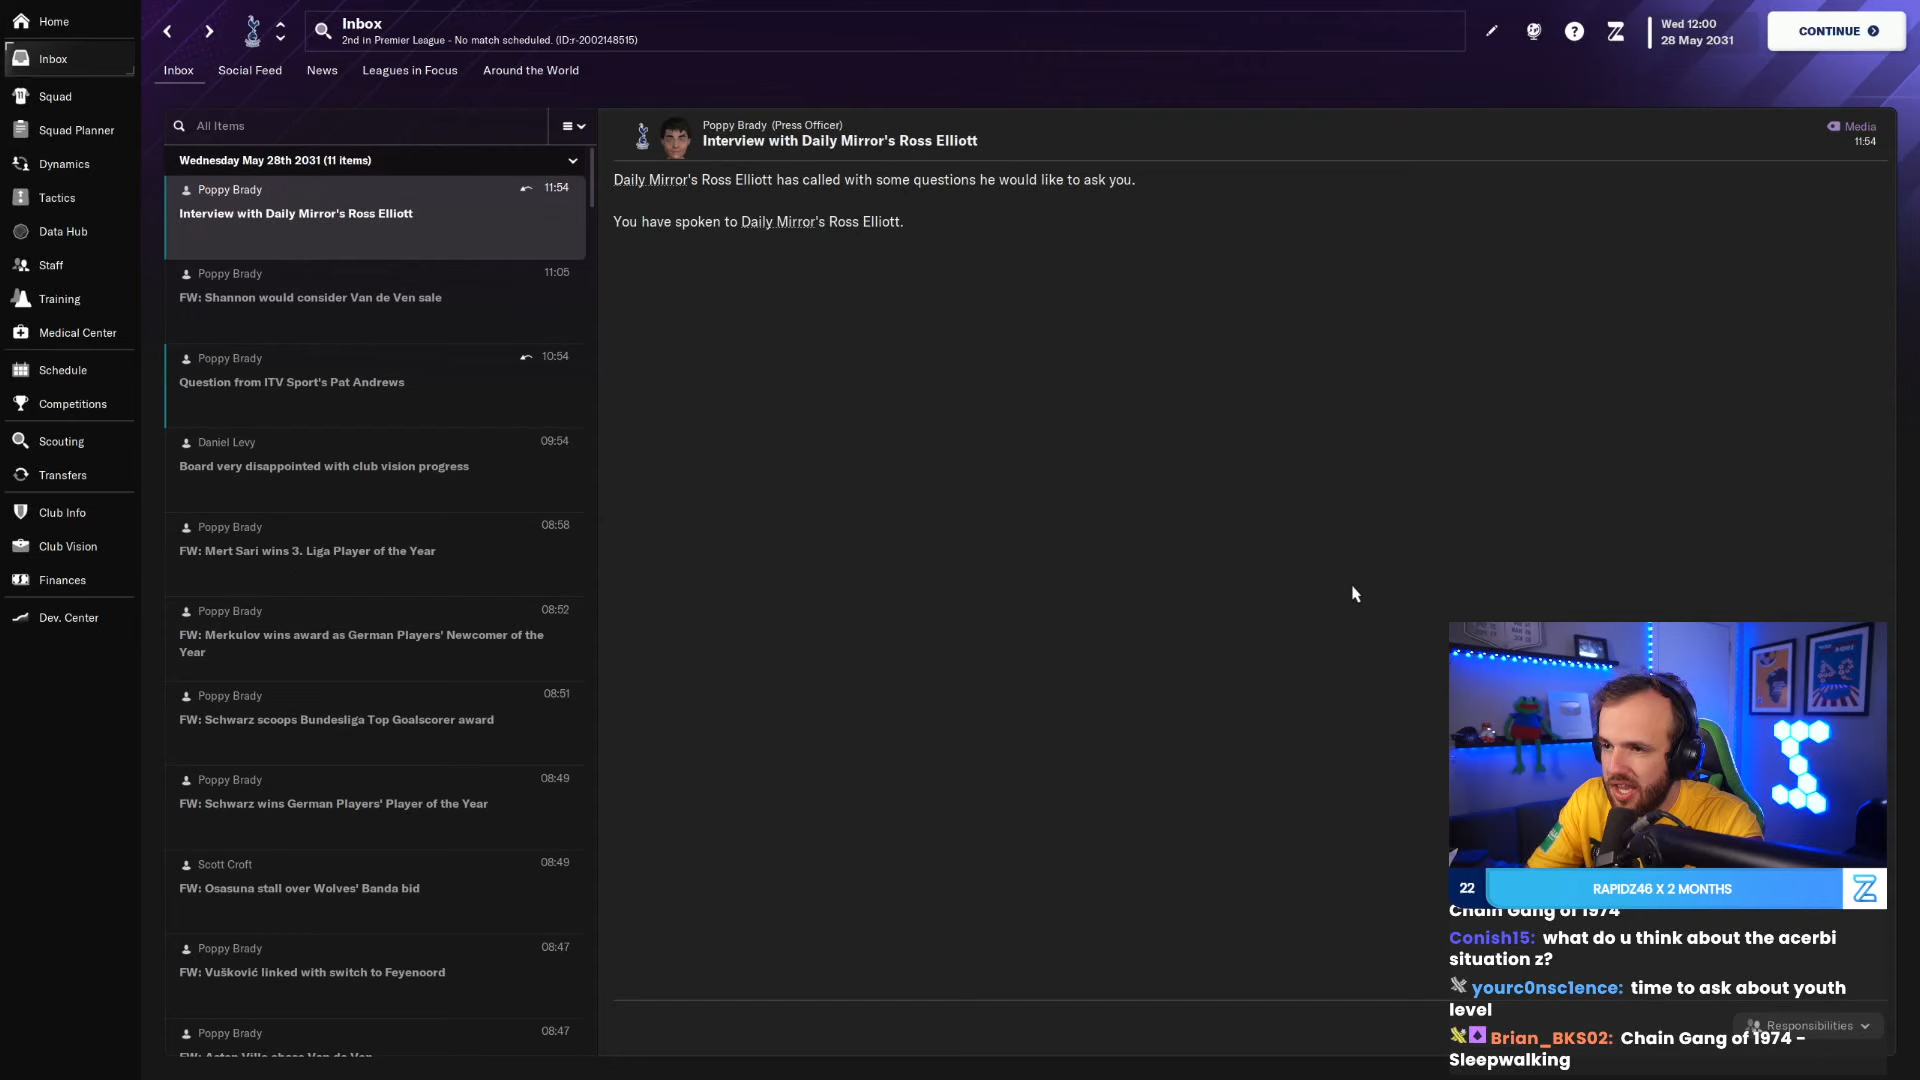 Home
Inbox
Squad
Squad Planner
Dynamics
Tactics
Data Hub
Staff
Training
Medical Center
Schedule
Competitions
Scouting
Transfers
Club Info
Club Vision
Finances
Dev. Center
Inbox
2nd in Premier League - No match scheduled. (ID:r-2002148515)
Wed 12:00
28 May 2031
CONTINUE
Inbox
Social Feed
News
Leagues in Focus
Around the World
All Items
Wednesday May 28th 2031 (11 items)
Poppy Brady
11:54
Interview with Daily Mirror's Ross Elliott
Poppy Brady
11:05
FW: Shannon would consider Van de Ven sale
Poppy Brady
10:54
Question from ITV Sport's Pat Andrews
Daniel Levy
09:54
Board very disappointed with club vision progress
Poppy Brady
08:58
FW: Mert Sari wins 3. Liga Player of the Year
Poppy Brady
08:52
FW: Merkulov wins award as German Players' Newcomer of the
Year
Poppy Brady
08:51
FW: Schwarz scoops Bundesliga Top Goalscorer award
Poppy Brady
08:49
FW: Schwarz wins German Players' Player of the Year
Scott Croft
08:49
FW: Osasuna stall over Wolves' Banda bid
Poppy Brady
08:47
FW: Vušković linked with switch to Feyenoord
Poppy Brady
08:47
Aston Villa chase Van de Ven
Poppy Brady (Press Officer)
Interview with Daily Mirror's Ross Elliott
Media
11:54
Daily Mirror's Ross Elliott has called with some questions he would like to ask you.
You have spoken to Daily Mirror's Ross Elliott.
22
RAPIDZ46 X 2 MONTHS
Chain Gang of 1974
Conish15: what do u think about the acerbi
situation z?
yourc0nsc1ence: time to ask about youth
level
Responsibilities
Brian_BKS02: Chain Gang of 1974 -
Sleepwalking